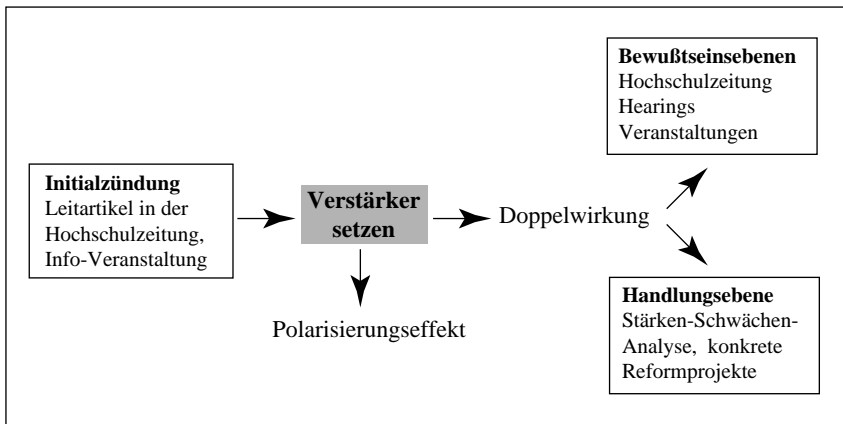 Initialzündung
Leitartikel in der
Hochschulzeitung,
Info-Veranstaltung
Verstärker
setzen
Polarisierungseffekt
Doppelwirkung
Bewußtseinsebenen
Hochschulzeitung
Hearings
Veranstaltungen
Handlungsebene
Stärken-Schwächen-
Analyse, konkrete
Reformprojekte